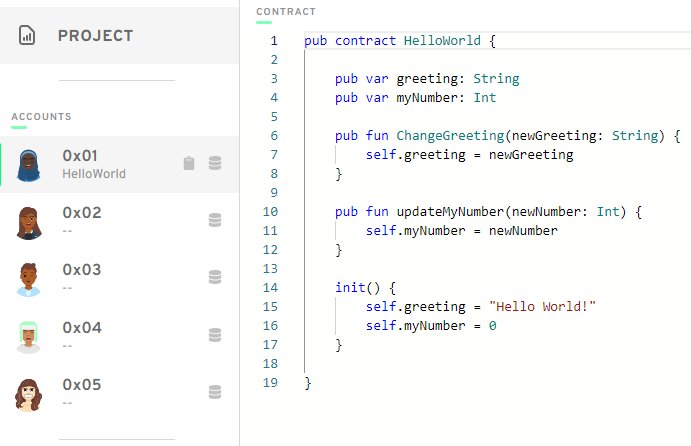 PROJECT
ACCOUNTS
0x01
HelloWorld
0x02
--
0x03
--
0x04
--
0x05
--
CONTRACT
1 pub contract HelloWorld {
2
3 pub var greeting: String
4 pub var myNumber: Int
5
6 pub fun ChangeGreeting(newGreeting: String) {
7 self.greeting = newGreeting
8 }
9
10 pub fun updateMyNumber(newNumber: Int) {
11 self.myNumber = newNumber
12 }
13
14 init() {
15 self.greeting = "Hello World!"
16 self.myNumber = 0
17 }
18
19 }